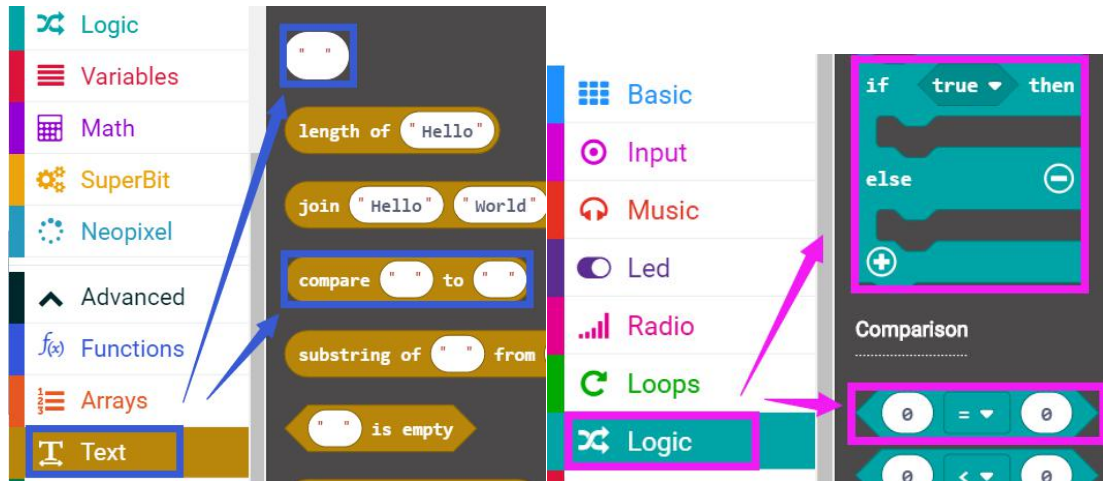 Logic
Variables
Math
SuperBit
Neopixel
Advanced
f(x) Functions
Arrays
Text
" "
length of "Hello"
join "Hello" "World"
compare " " to " "
substring of " " from
" " is empty
Basic
Input
Music
Led
Radio
Loops
Logic
if true then
else
Comparison
0 = 0
0 < 0